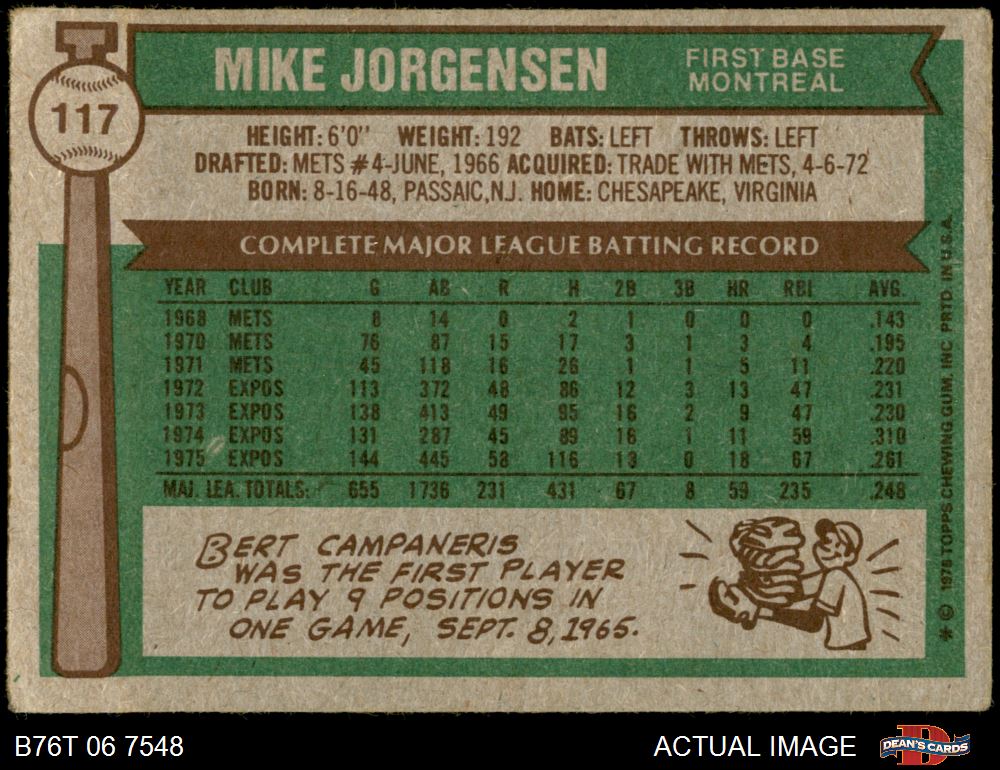 117
MIKE JORGENSEN
FIRST BASE
MONTREAL
HEIGHT: 6'0" WEIGHT: 192 BATS: LEFT THROWS: LEFT
DRAFTED: METS #4-JUNE, 1966 ACQUIRED: TRADE WITH METS, 4-6-72
BORN: 8-16-48, PASSAIC, N.J. HOME: CHESAPEAKE, VIRGINIA
COMPLETE MAJOR LEAGUE BATTING RECORD
YEAR CLUB G AB R H 2B 3B HR RBI AVG.
1968 METS 8 14 0 2 1 0 0 0 .143
1970 METS 76 87 15 17 3 1 3 4 .195
1971 METS 45 118 16 26 1 1 5 11 .220
1972 EXPOS 113 372 48 86 12 3 13 47 .231
1973 EXPOS 138 413 49 95 16 2 9 47 .230
1974 EXPOS 131 287 45 89 16 1 11 59 .310
1975 EXPOS 144 445 58 116 13 0 18 67 .261
MAJ. LEA. TOTALS: 655 1736 231 431 67 8 59 235 .248
BERT CAMPANERIS
WAS THE FIRST PLAYER
TO PLAY 9 POSITIONS IN
ONE GAME, SEPT. 8, 1965.
* © 1976 TOPPS CHEWING GUM, INC PRTD. IN U.S.A.
B76T 06 7548
ACTUAL IMAGE
D
DEAN'S CARDS